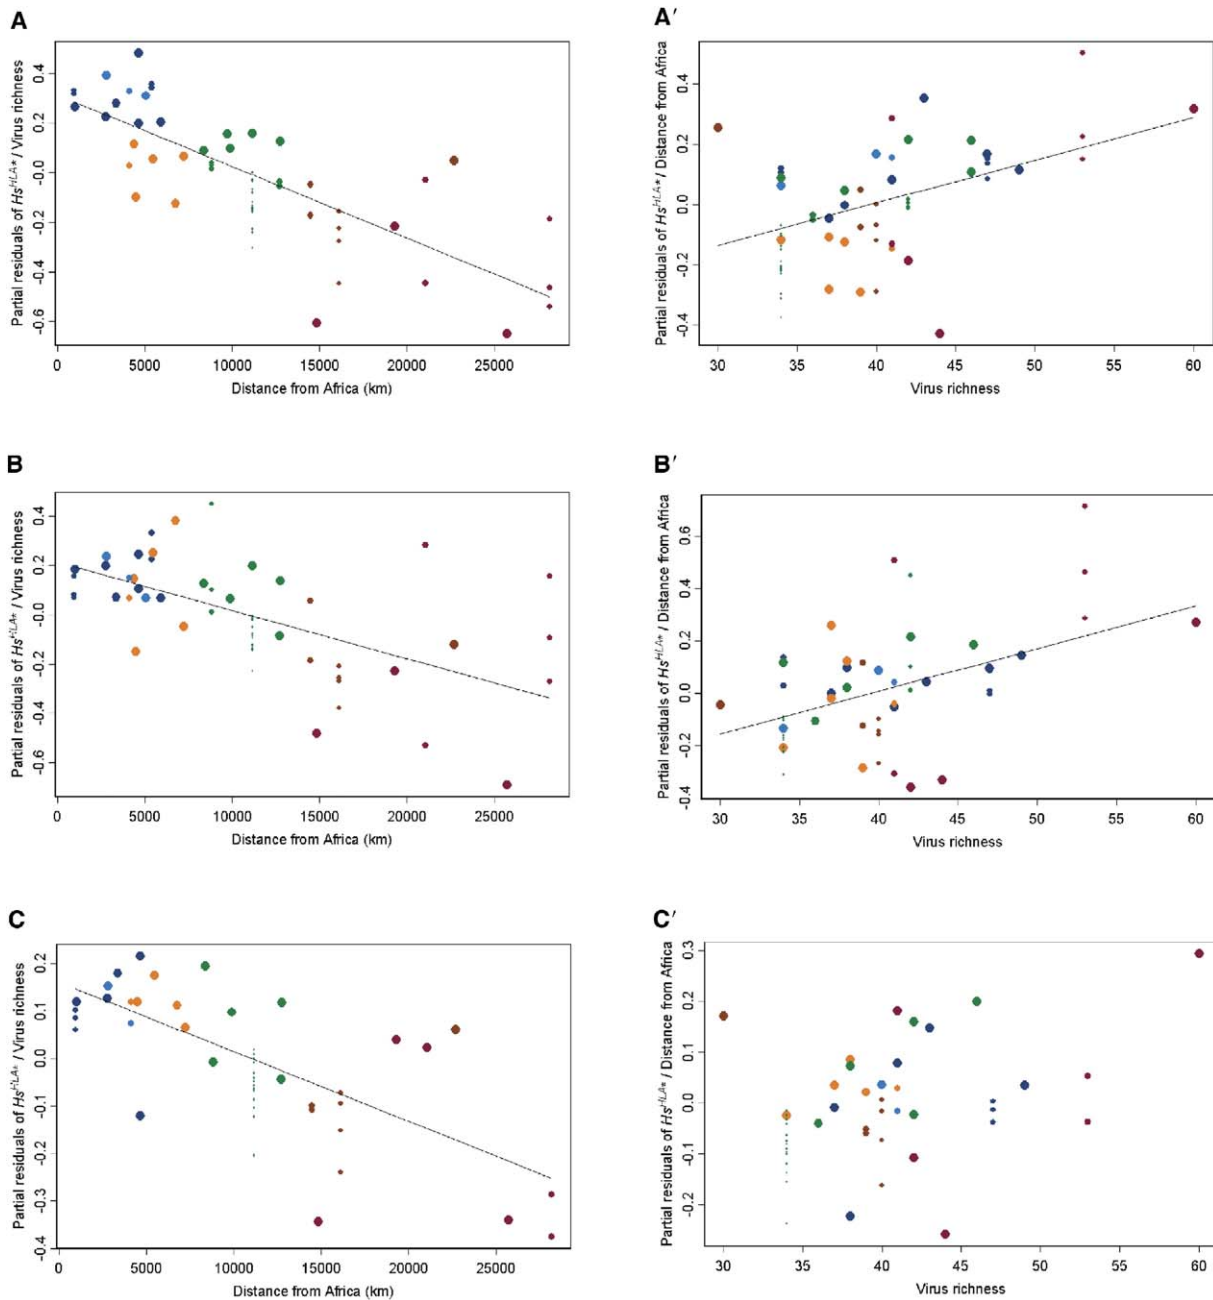 A
Partial residuals of Hs^HLA* / Virus richness
0.4
0.2
-0.0
-0.2
-0.4
-0.6
0 5000 10000 15000 20000 25000
Distance from Africa (km)
A′
Partial residuals of Hs^HLA* / Distance from Africa
0.4
0.2
0.0
-0.2
-0.4
30 35 40 45 50 55 60
Virus richness
B
Partial residuals of Hs^HLA* / Virus richness
0.4
0.2
-0.0
-0.2
-0.4
-0.6
0 5000 10000 15000 20000 25000
Distance from Africa (km)
B′
Partial residuals of Hs^HLA* / Distance from Africa
0.6
0.4
0.2
0.0
-0.2
-0.4
30 35 40 45 50 55 60
Virus richness
C
Partial residuals of Hs^HLA* / Virus richness
0.2
0.1
0.0
-0.1
-0.2
-0.3
-0.4
0 5000 10000 15000 20000 25000
Distance from Africa (km)
C′
Partial residuals of Hs^HLA* / Distance from Africa
0.3
0.2
0.1
0.0
-0.1
-0.2
30 35 40 45 50 55 60
Virus richness